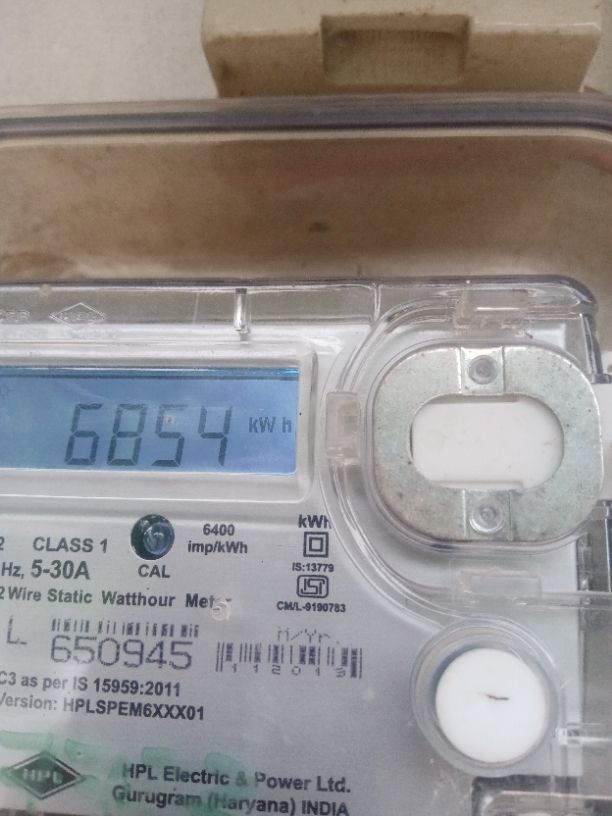 6854 kWh
CLASS 1
6400
imp/kWh
kWh
Hz, 5-30A
CAL
IS:13779
CM/L-9190783
2 Wire Static Watthour Meter
L 650945
M/Yr.
C3 as per IS 15959:2011
Version: HPLSPEM6XXX01
HPL
HPL Electric & Power Ltd.
Gurugram (Haryana) INDIA